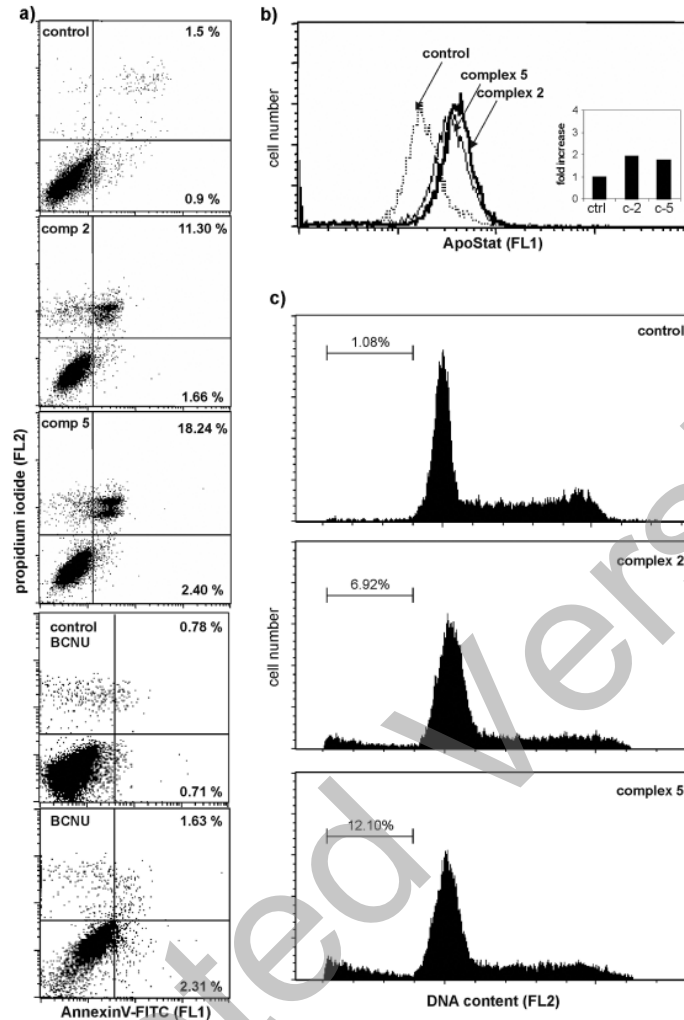 a)
control 1.5 %
0.9 %
comp 2 11.30 %
1.66 %
comp 5 18.24 %
2.40 %
control 0.78 %
BCNU
0.71 %
BCNU 1.63 %
2.31 %
propidium iodide (FL2)
AnnexinV-FITC (FL1)
b)
control
complex 5
complex 2
cell number
ApoStat (FL1)
fold increase
4
3
2
1
0
ctrl c-2 c-5
c)
control
1.08%
complex 2
6.92%
complex 5
12.10%
cell number
DNA content (FL2)
ted Vers